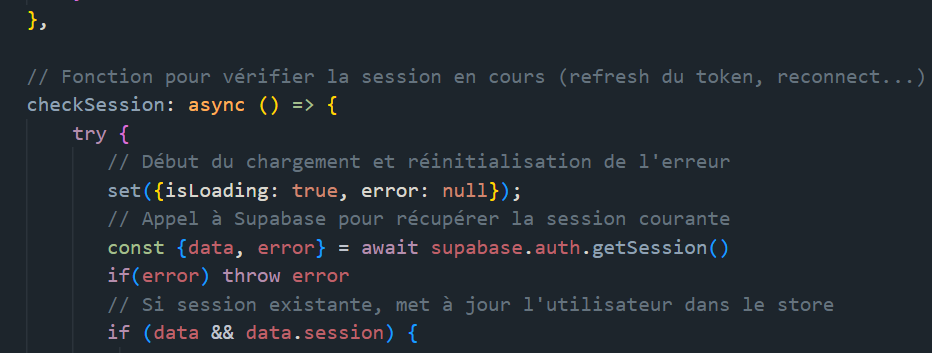 },
// Fonction pour vérifier la session en cours (refresh du token, reconnect...)
checkSession: async () => {
try {
// Début du chargement et réinitialisation de l'erreur
set({isLoading: true, error: null});
// Appel à Supabase pour récupérer la session courante
const {data, error} = await supabase.auth.getSession()
if(error) throw error
// Si session existante, met à jour l'utilisateur dans le store
if (data && data.session) {